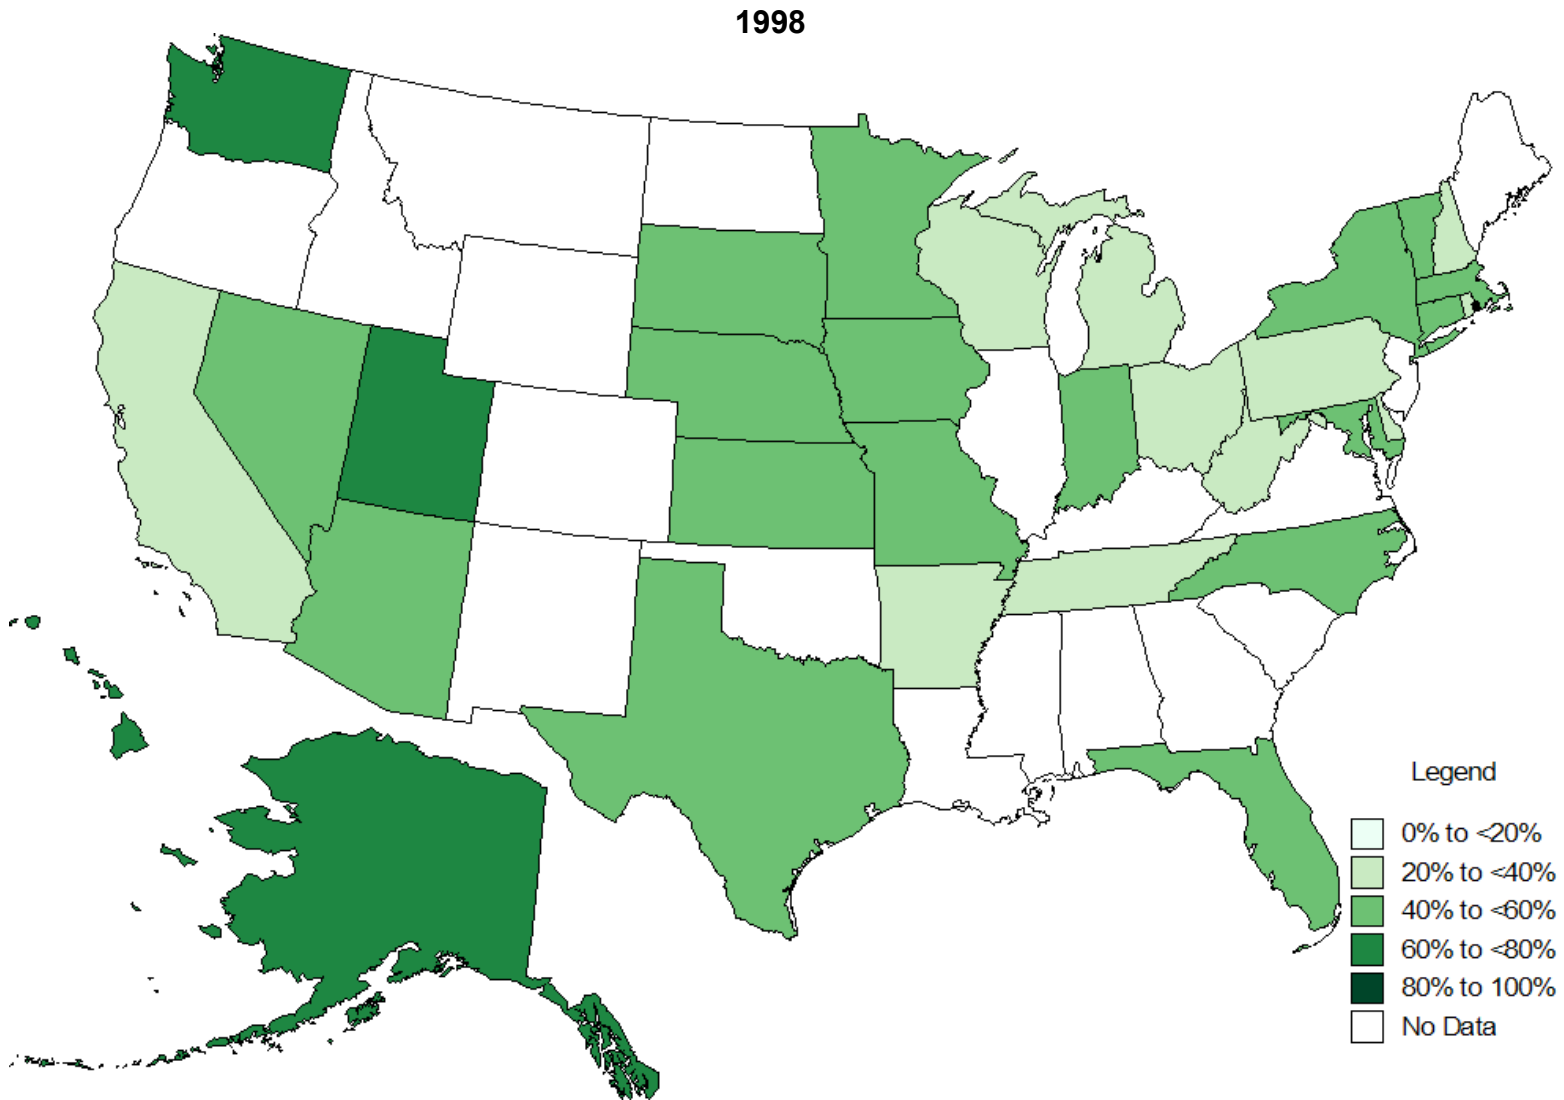 1998
Legend
0% to <20%
20% to <40%
40% to <60%
60% to <80%
80% to 100%
No Data